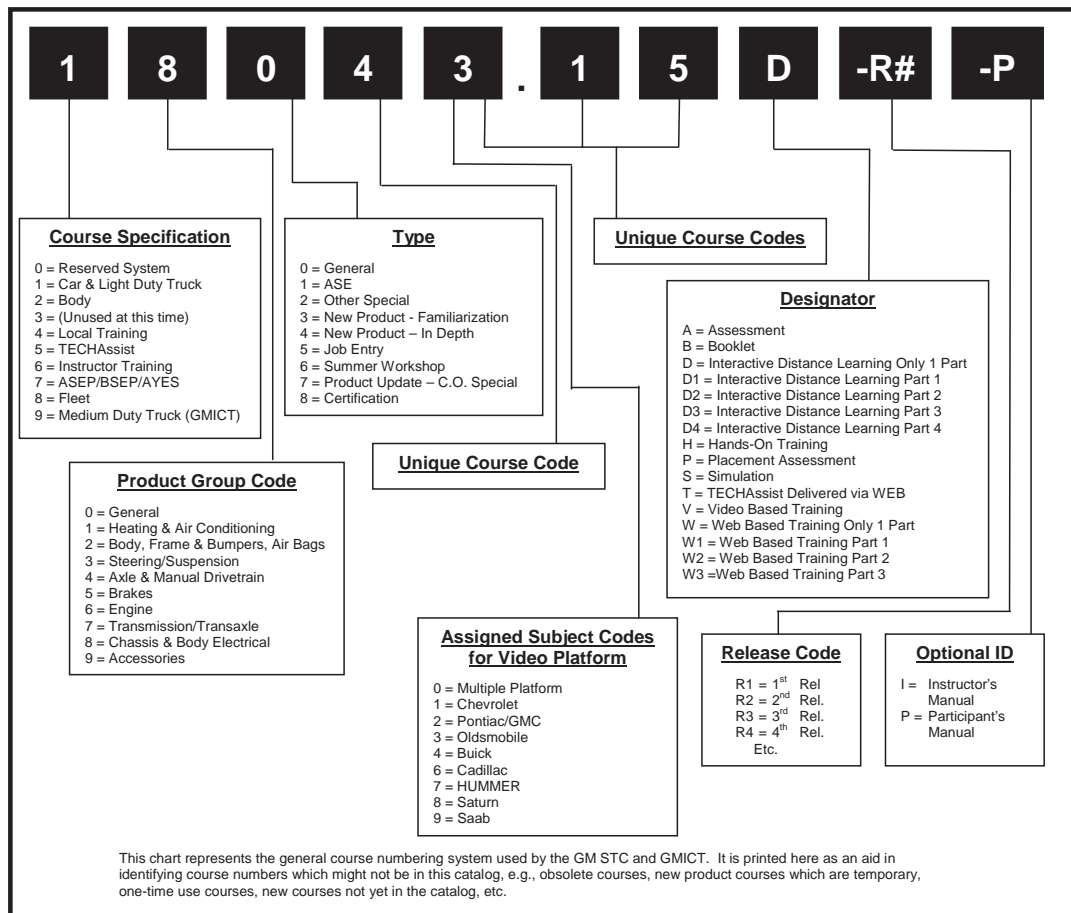 1 8 0 4 3 . 1 5 D -R# -P
Course Specification
0 = Reserved System
1 = Car & Light Duty Truck
2 = Body
3 = (Unused at this time)
4 = Local Training
5 = TECHAssist
6 = Instructor Training
7 = ASEP/BSEP/AYES
8 = Fleet
9 = Medium Duty Truck (GMICT)
Type
0 = General
1 = ASE
2 = Other Special
3 = New Product - Familiarization
4 = New Product – In Depth
5 = Job Entry
6 = Summer Workshop
7 = Product Update – C.O. Special
8 = Certification
Unique Course Codes
Designator
A = Assessment
B = Booklet
D = Interactive Distance Learning Only 1 Part
D1 = Interactive Distance Learning Part 1
D2 = Interactive Distance Learning Part 2
D3 = Interactive Distance Learning Part 3
D4 = Interactive Distance Learning Part 4
H = Hands-On Training
P = Placement Assessment
S = Simulation
T = TECHAssist Delivered via WEB
V = Video Based Training
W = Web Based Training Only 1 Part
W1 = Web Based Training Part 1
W2 = Web Based Training Part 2
W3 =Web Based Training Part 3
Unique Course Code
Product Group Code
0 = General
1 = Heating & Air Conditioning
2 = Body, Frame & Bumpers, Air Bags
3 = Steering/Suspension
4 = Axle & Manual Drivetrain
5 = Brakes
6 = Engine
7 = Transmission/Transaxle
8 = Chassis & Body Electrical
9 = Accessories
Assigned Subject Codes
for Video Platform
0 = Multiple Platform
1 = Chevrolet
2 = Pontiac/GMC
3 = Oldsmobile
4 = Buick
6 = Cadillac
7 = HUMMER
8 = Saturn
9 = Saab
Release Code
R1 = 1st Rel
R2 = 2nd Rel.
R3 = 3rd Rel.
R4 = 4th Rel.
Etc.
Optional ID
I = Instructor's
Manual
P = Participant's
Manual
This chart represents the general course numbering system used by the GM STC and GMICT. It is printed here as an aid in
identifying course numbers which might not be in this catalog, e.g., obsolete courses, new product courses which are temporary,
one-time use courses, new courses not yet in the catalog, etc.